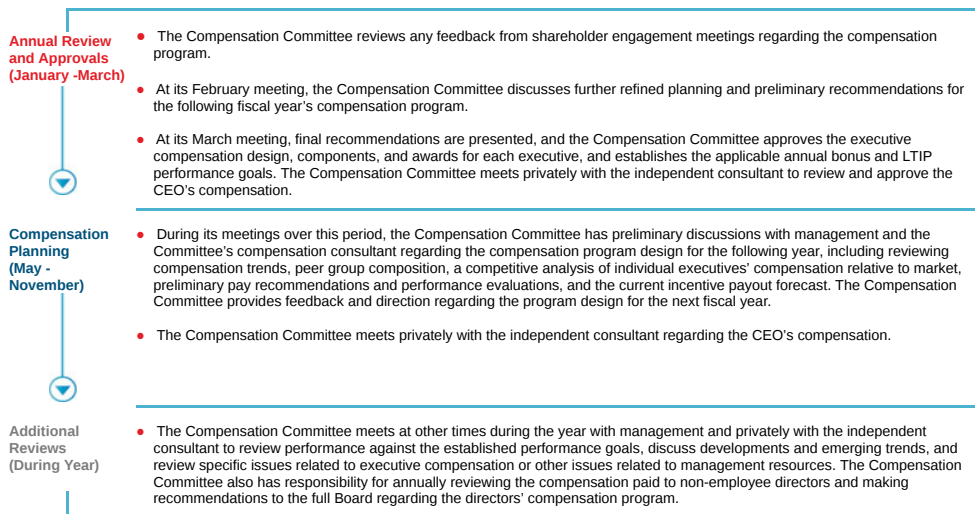 Annual Review
and Approvals
(January -March)
● The Compensation Committee reviews any feedback from shareholder engagement meetings regarding the compensation
program.
● At its February meeting, the Compensation Committee discusses further refined planning and preliminary recommendations for
the following fiscal year’s compensation program.
● At its March meeting, final recommendations are presented, and the Compensation Committee approves the executive
compensation design, components, and awards for each executive, and establishes the applicable annual bonus and LTIP
performance goals. The Compensation Committee meets privately with the independent consultant to review and approve the
CEO’s compensation.
Compensation
Planning
(May -
November)
● During its meetings over this period, the Compensation Committee has preliminary discussions with management and the
Committee’s compensation consultant regarding the compensation program design for the following year, including reviewing
compensation trends, peer group composition, a competitive analysis of individual executives’ compensation relative to market,
preliminary pay recommendations and performance evaluations, and the current incentive payout forecast. The Compensation
Committee provides feedback and direction regarding the program design for the next fiscal year.
● The Compensation Committee meets privately with the independent consultant regarding the CEO’s compensation.
Additional
Reviews
(During Year)
● The Compensation Committee meets at other times during the year with management and privately with the independent
consultant to review performance against the established performance goals, discuss developments and emerging trends, and
review specific issues related to executive compensation or other issues related to management resources. The Compensation
Committee also has responsibility for annually reviewing the compensation paid to non-employee directors and making
recommendations to the full Board regarding the directors’ compensation program.